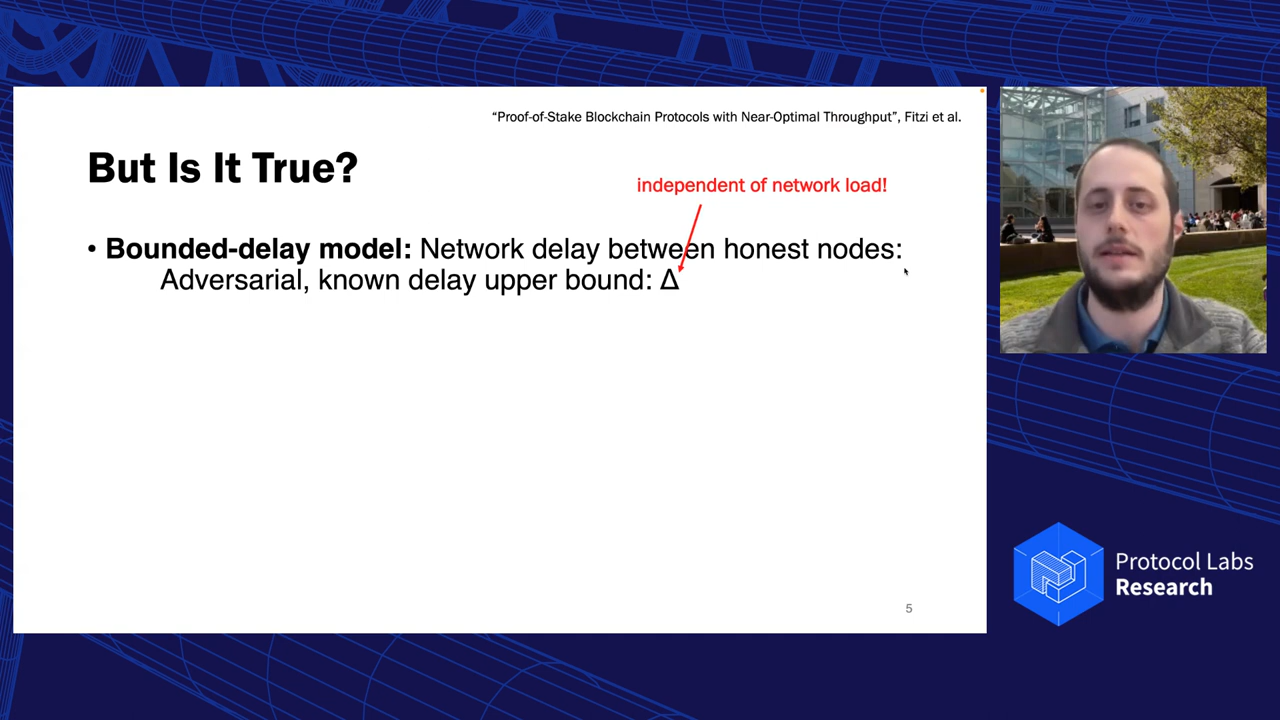 “Proof-of-Stake Blockchain Protocols with Near-Optimal Throughput”, Fitzi et al.
But Is It True?
independent of network load!
• Bounded-delay model: Network delay between honest nodes:
Adversarial, known delay upper bound: Δ
5
Protocol Labs
Research